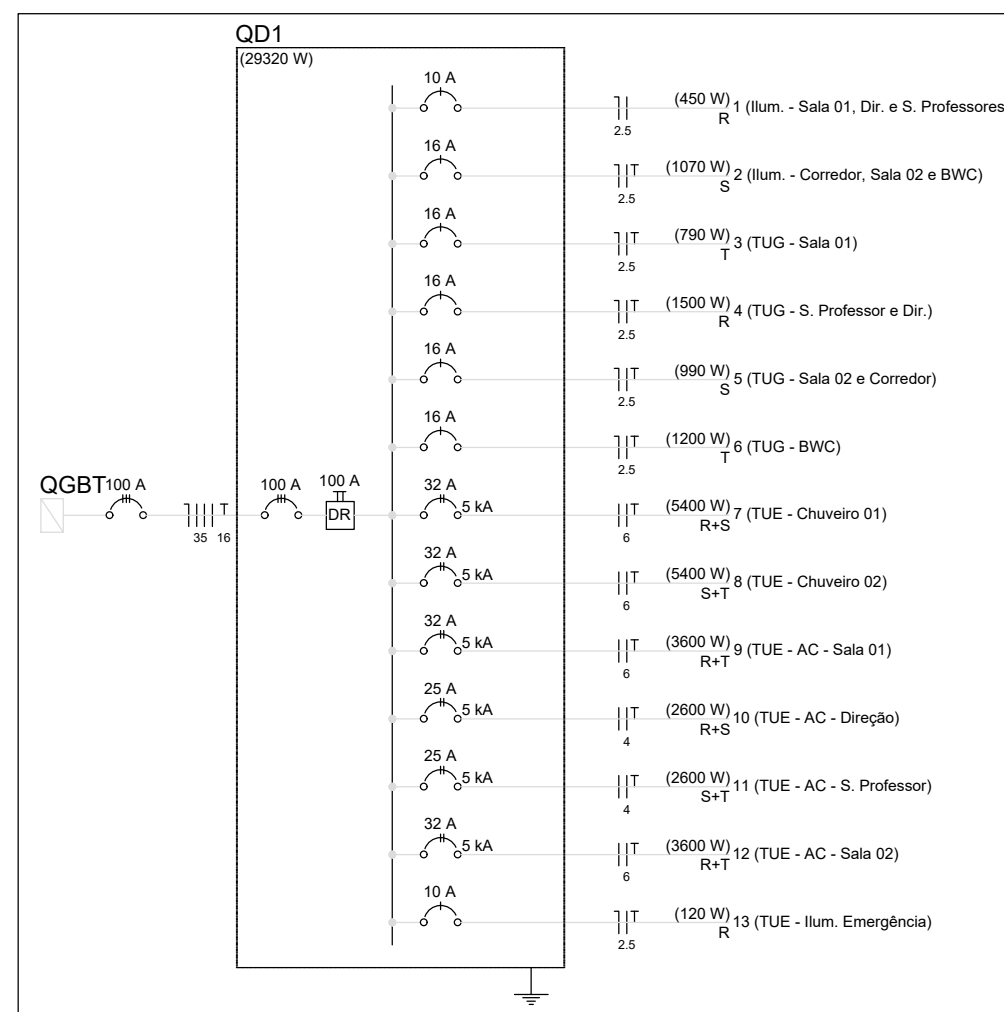 QD1
(29320 W)
10 A
2.5
(450 W)
R
1 (Ilum. - Sala 01, Dir. e S. Professores
16 A
T
2.5
(1070 W)
S
2 (Ilum. - Corredor, Sala 02 e BWC)
16 A
T
2.5
(790 W)
T
3 (TUG - Sala 01)
16 A
T
2.5
(1500 W)
R
4 (TUG - S. Professor e Dir.)
16 A
T
2.5
(990 W)
S
5 (TUG - Sala 02 e Corredor)
16 A
T
2.5
(1200 W)
T
6 (TUG - BWC)
QGBT
100 A
T
35 16
100 A
100 A
DR
32 A
5 kA
T
6
(5400 W)
R+S
7 (TUE - Chuveiro 01)
32 A
5 kA
T
6
(5400 W)
S+T
8 (TUE - Chuveiro 02)
32 A
5 kA
T
6
(3600 W)
R+T
9 (TUE - AC - Sala 01)
25 A
5 kA
T
4
(2600 W)
R+S
10 (TUE - AC - Direção)
25 A
5 kA
T
4
(2600 W)
S+T
11 (TUE - AC - S. Professor)
32 A
5 kA
T
6
(3600 W)
R+T
12 (TUE - AC - Sala 02)
10 A
T
2.5
(120 W)
R
13 (TUE - Ilum. Emergência)